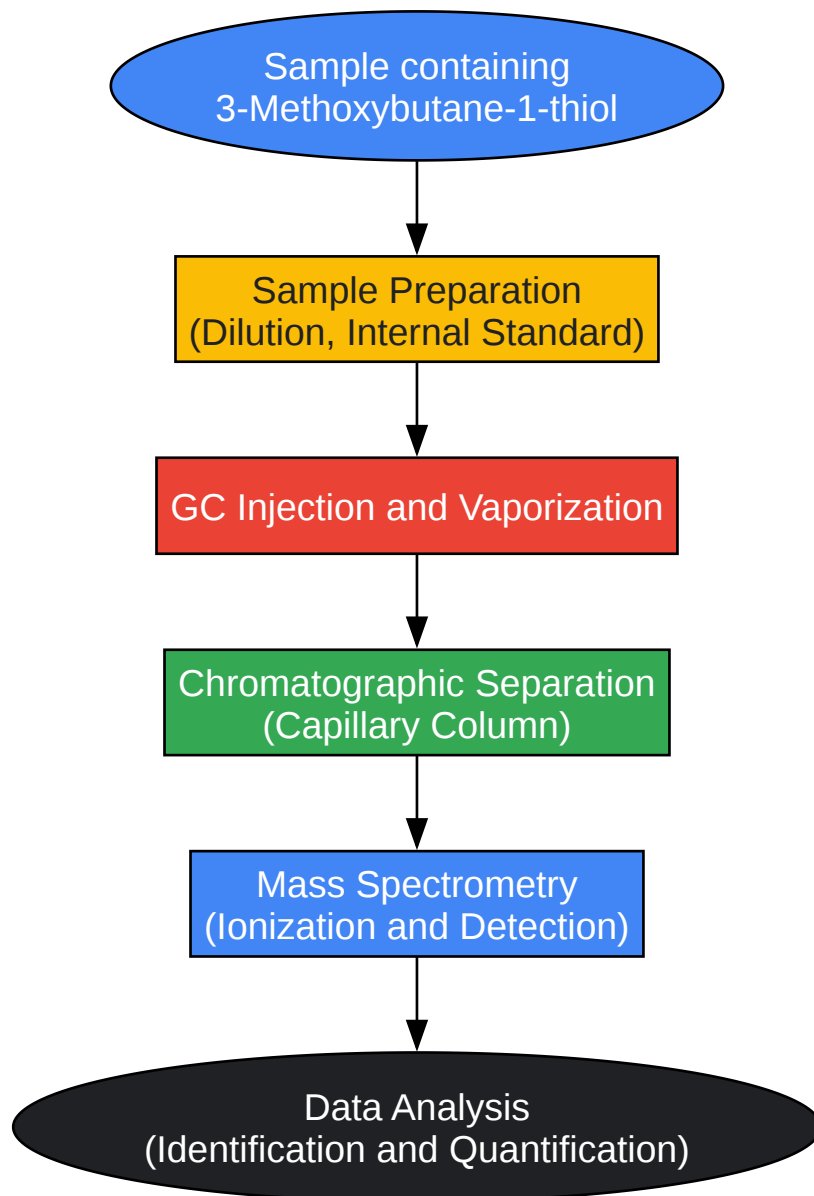 Sample containing
3-Methoxybutane-1-thiol
Sample Preparation
(Dilution, Internal Standard)
GC Injection and Vaporization
Chromatographic Separation
(Capillary Column)
Mass Spectrometry
(Ionization and Detection)
Data Analysis
(Identification and Quantification)